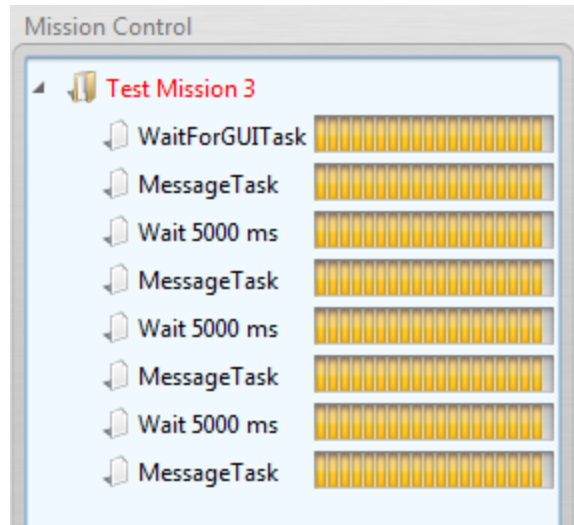 Mission Control
Test Mission 3
WaitForGUITask
MessageTask
Wait 5000 ms
MessageTask
Wait 5000 ms
MessageTask
Wait 5000 ms
MessageTask